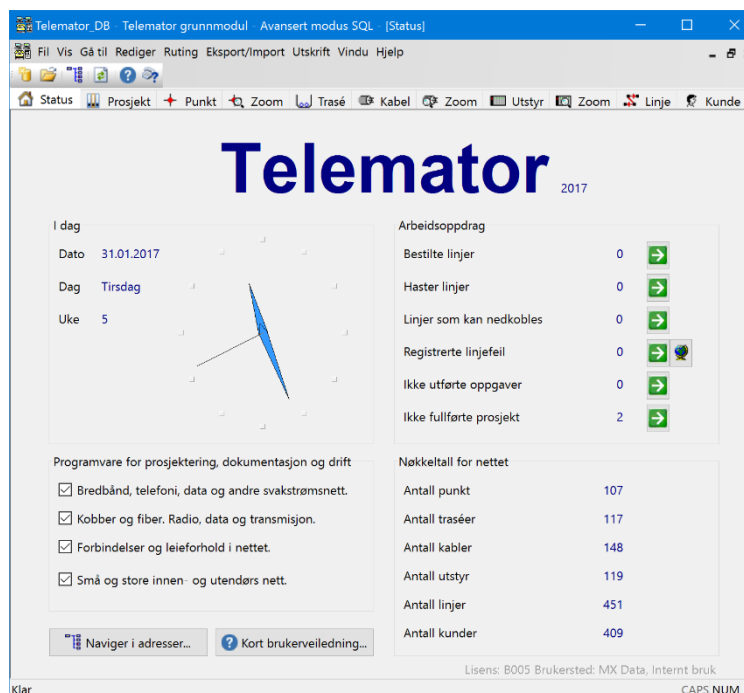 Telemator_DB - Telemator grunnmodul - Avansert modus SQL - [Status]
Fil Vis Gå til Rediger Ruting Eksport/Import Utskrift Vindu Hjelp
Status Prosjekt Punkt Zoom Trasé Kabel Zoom Utstyr Zoom Linje Kunde
Telemator 2017
I dag
Dato 31.01.2017
Dag Tirsdag
Uke 5
Arbeidsoppdrag
Bestilte linjer 0
Haster linjer 0
Linjer som kan nedkobles 0
Registrerte linjefeil 0
Ikke utførte oppgaver 0
Ikke fullførte prosjekt 2
Programvare for prosjektering, dokumentasjon og drift
Bredbånd, telefoni, data og andre svakstrømsnett.
Kobber og fiber. Radio, data og transmisjon.
Forbindelser og leieforhold i nettet.
Små og store innen- og utendørs nett.
Nøkkeltall for nettet
Antall punkt 107
Antall traséer 117
Antall kabler 148
Antall utstyr 119
Antall linjer 451
Antall kunder 409
Naviger i adresser... Kort brukerveiledning...
Lisens: B005 Brukersted: MX Data, Internt bruk
Klar CAPS NUM